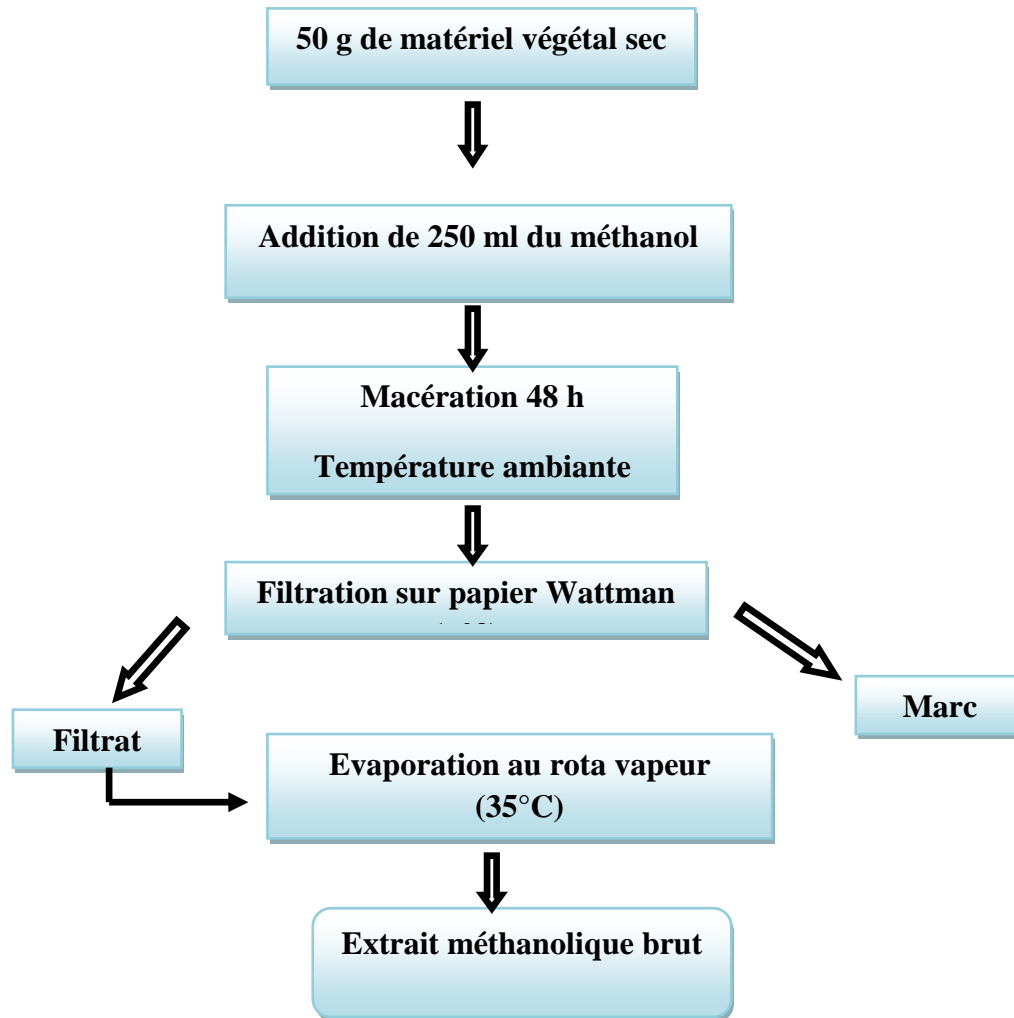 50 g de matériel végétal sec
Addition de 250 ml du méthanol
Macération 48 h
Température ambiante
Filtration sur papier Wattman
Filtrat
Marc
Evaporation au rota vapeur
(35°C)
Extrait méthanolique brut